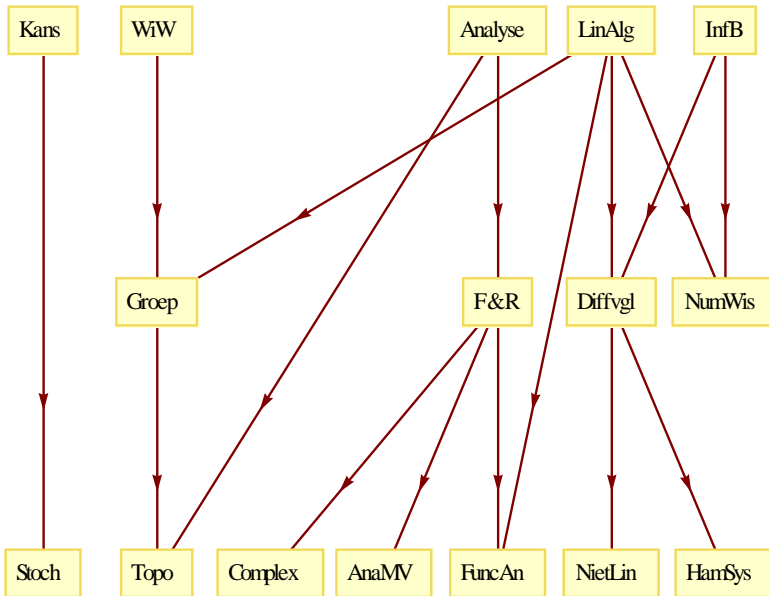 Kans
WiW
Analyse
LinAlg
InfB
Groep
F&R
Diffvgl
NumWis
Stoch
Topo
Complex
AnaMV
FuncAn
NietLin
HamSys